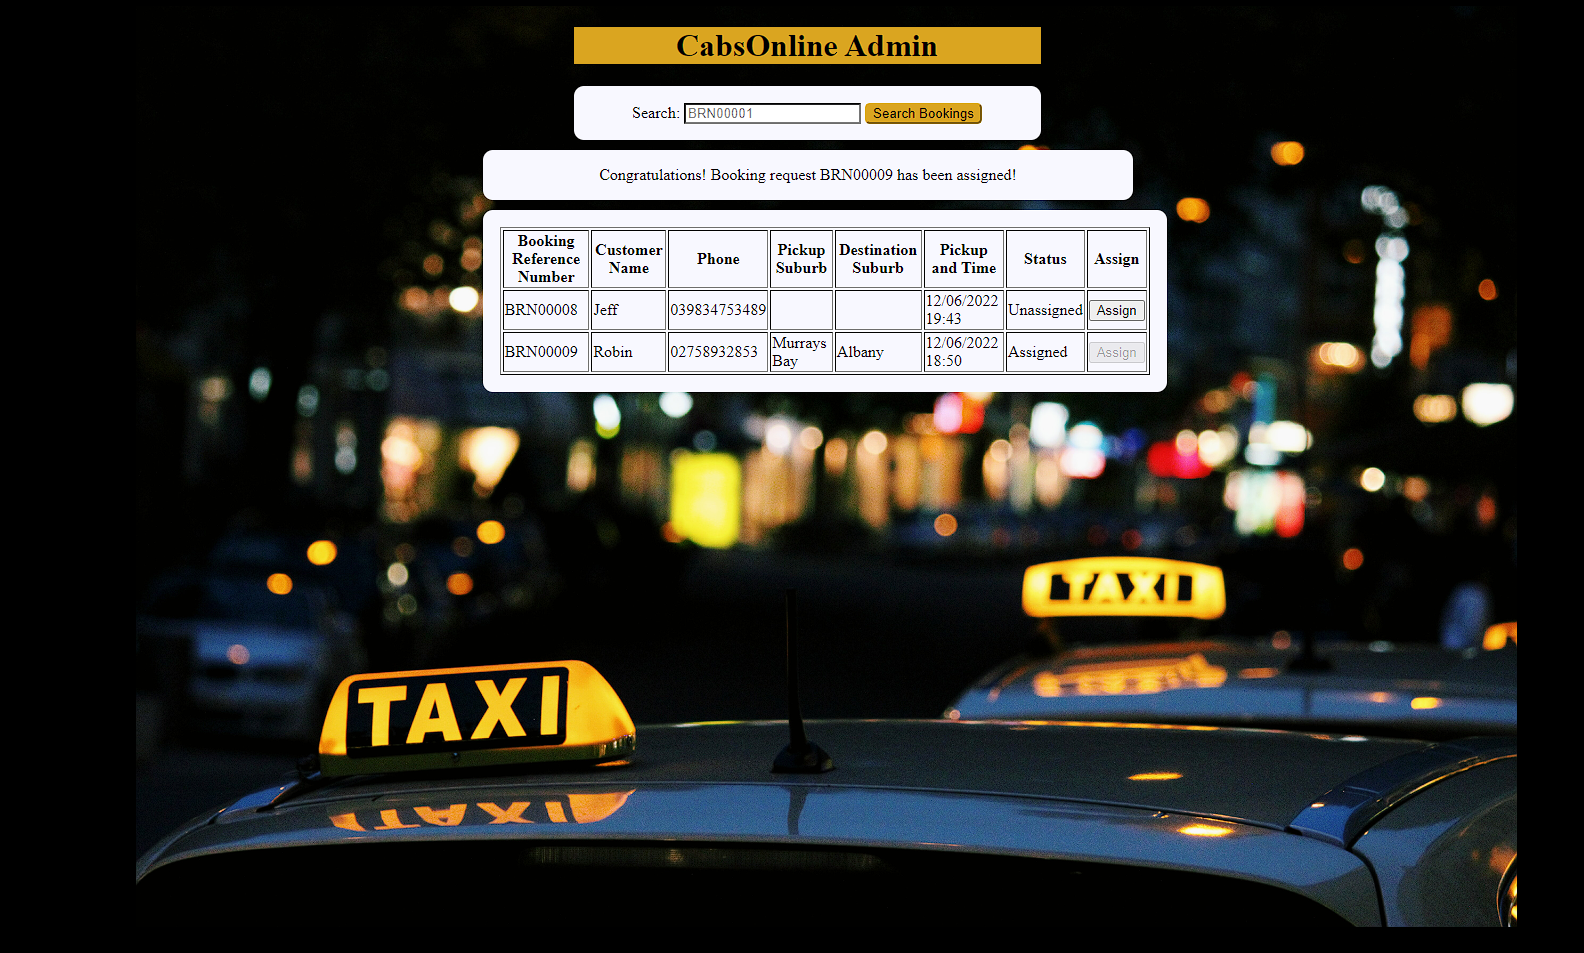 CabsOnline Admin
Search: BRN00001 Search Bookings
Congratulations! Booking request BRN00009 has been assigned!
Booking Reference Number Customer Name Phone Pickup Suburb Destination Suburb Pickup and Time Status Assign
BRN00008 Jeff 039834753489 12/06/2022 19:43 Unassigned Assign
BRN00009 Robin 02758932853 Murrays Bay Albany 12/06/2022 18:50 Assigned Assign
TAXI
TAXI